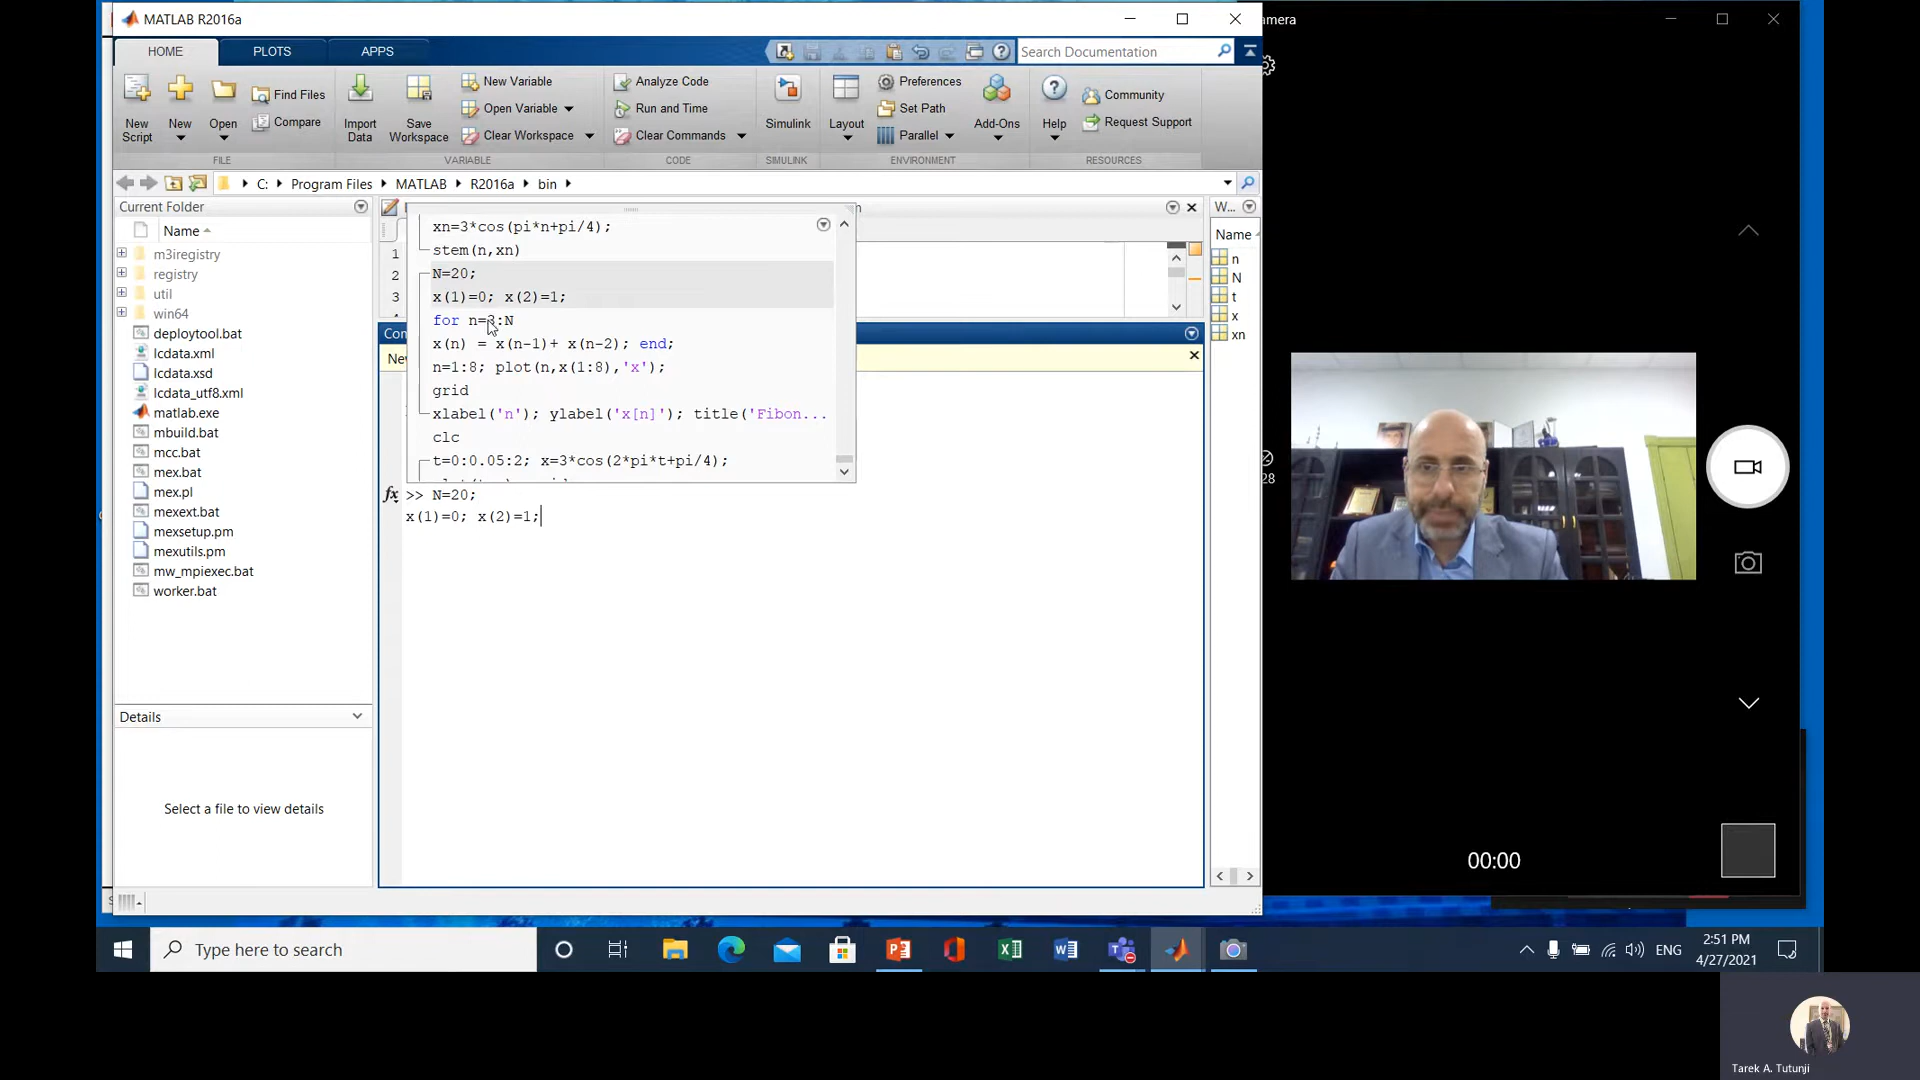 MATLAB R2016a
amera
HOME
PLOTS
APPS
Search Documentation
New Script
New
Open
Find Files
Compare
Import Data
Save Workspace
New Variable
Open Variable
Clear Workspace
Analyze Code
Run and Time
Clear Commands
Simulink
Layout
Preferences
Set Path
Parallel
Add-Ons
Help
Community
Request Support
FILE
VARIABLE
CODE
SIMULINK
ENVIRONMENT
RESOURCES
C:
Program Files
MATLAB
R2016a
bin
Current Folder
Name
m3iregistry
registry
util
win64
deploytool.bat
lcdata.xml
lcdata.xsd
lcdata_utf8.xml
matlab.exe
mbuild.bat
mcc.bat
mex.bat
mex.pl
mexext.bat
mexsetup.pm
mexutils.pm
mw_mpiexec.bat
worker.bat
Details
Select a file to view details
1
2
3
xn=3*cos(pi*n+pi/4);
stem(n,xn)
N=20;
x(1)=0; x(2)=1;
for n=3:N
x(n) = x(n-1)+ x(n-2); end;
n=1:8; plot(n,x(1:8),'x');
grid
xlabel('n'); ylabel('x[n]'); title('Fibon...
clc
t=0:0.05:2; x=3*cos(2*pi*t+pi/4);
Com
New
fx >> N=20;
x(1)=0; x(2)=1;
W...
Name
n
N
t
x
xn
28
00:00
Type here to search
ENG
2:51 PM
4/27/2021
Tarek A. Tutunji